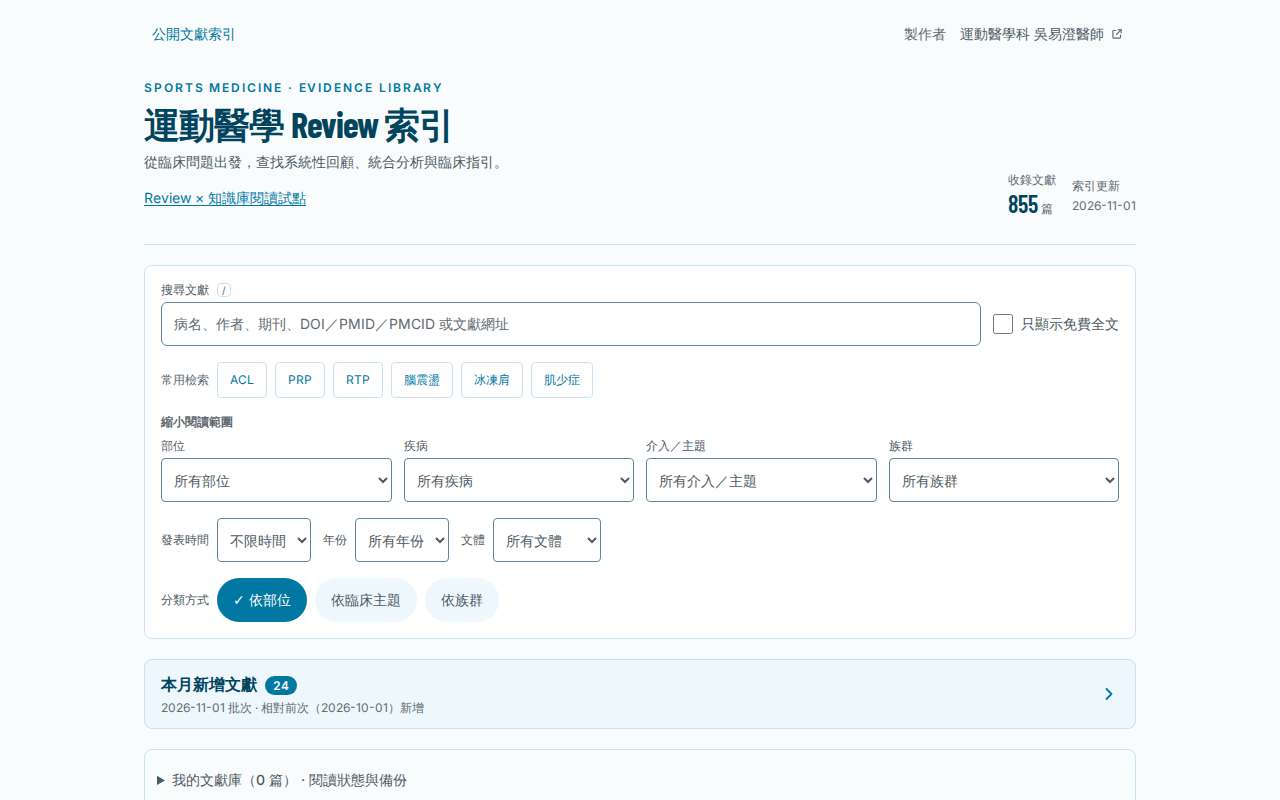 公開文獻索引
製作者 運動醫學科 吳易澄醫師
SPORTS MEDICINE · EVIDENCE LIBRARY
運動醫學 Review 索引
從臨床問題出發，查找系統性回顧、統合分析與臨床指引。
Review × 知識庫閱讀試點
收錄文獻
855 篇
索引更新
2026-11-01
搜尋文獻 /
病名、作者、期刊、DOI／PMID／PMCID 或文獻網址
只顯示免費全文
常用檢索 ACL PRP RTP 腦震盪 冰凍肩 肌少症
縮小閱讀範圍
部位 疾病 介入／主題 族群
所有部位 所有疾病 所有介入／主題 所有族群
發表時間 不限時間 年份 所有年份 文體 所有文體
分類方式 ✓ 依部位 依臨床主題 依族群
本月新增文獻 24
2026-11-01 批次 · 相對前次（2026-10-01）新增
▶ 我的文獻庫（0 篇） · 閱讀狀態與備份